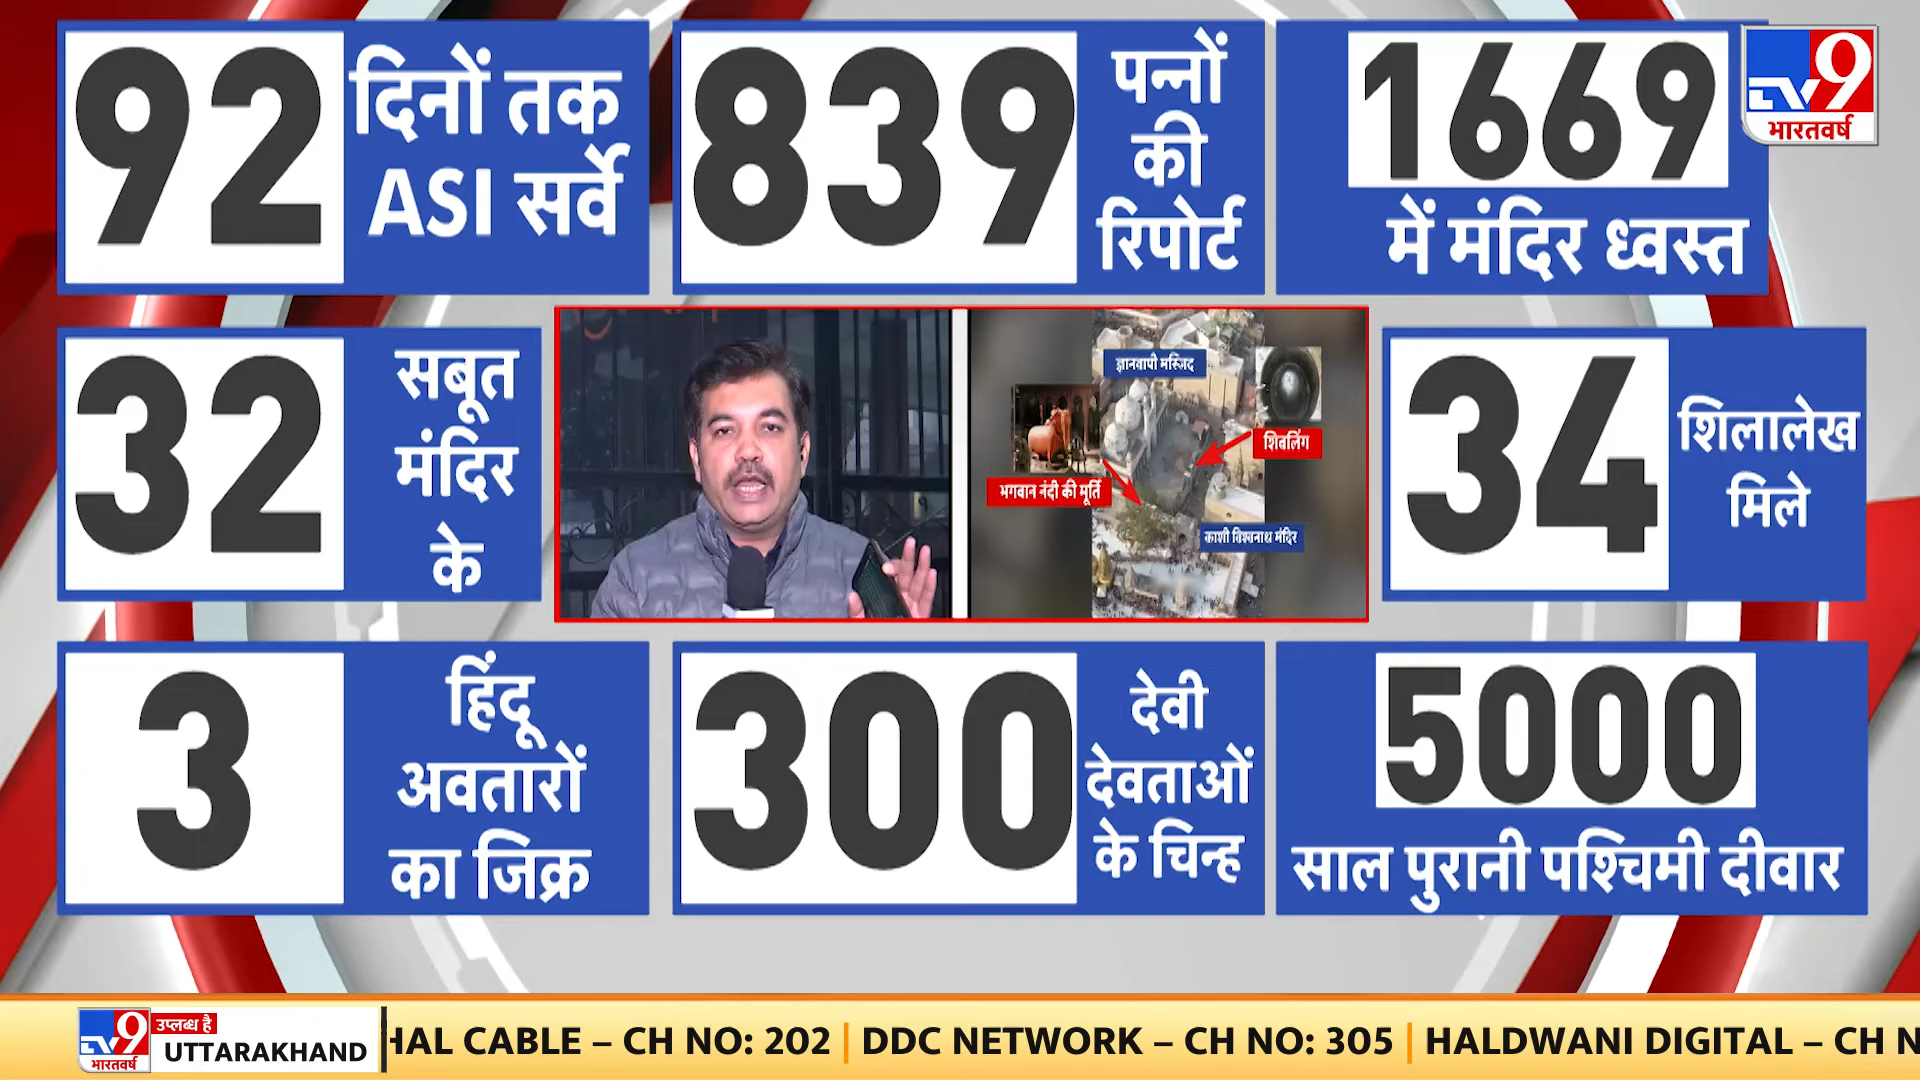 92
दिनों तक
ASI सर्वे
839
पन्नों
की
रिपोर्ट
1669
में मंदिर ध्वस्त
TV9
भारतवर्ष
32
सबूत
मंदिर
के
ज्ञानवापी मस्जिद
शिवलिंग
भगवान नंदी की मूर्ति
काशी विश्वनाथ मंदिर
34
शिलालेख
मिले
3
हिंदू
अवतारों
का जिक्र
300
देवी
देवताओं
के चिन्ह
5000
साल पुरानी पश्चिमी दीवार
TV9
भारतवर्ष
उप्लब्ध है
UTTARAKHAND
HAL CABLE – CH NO: 202 | DDC NETWORK – CH NO: 305 | HALDWANI DIGITAL – CH N